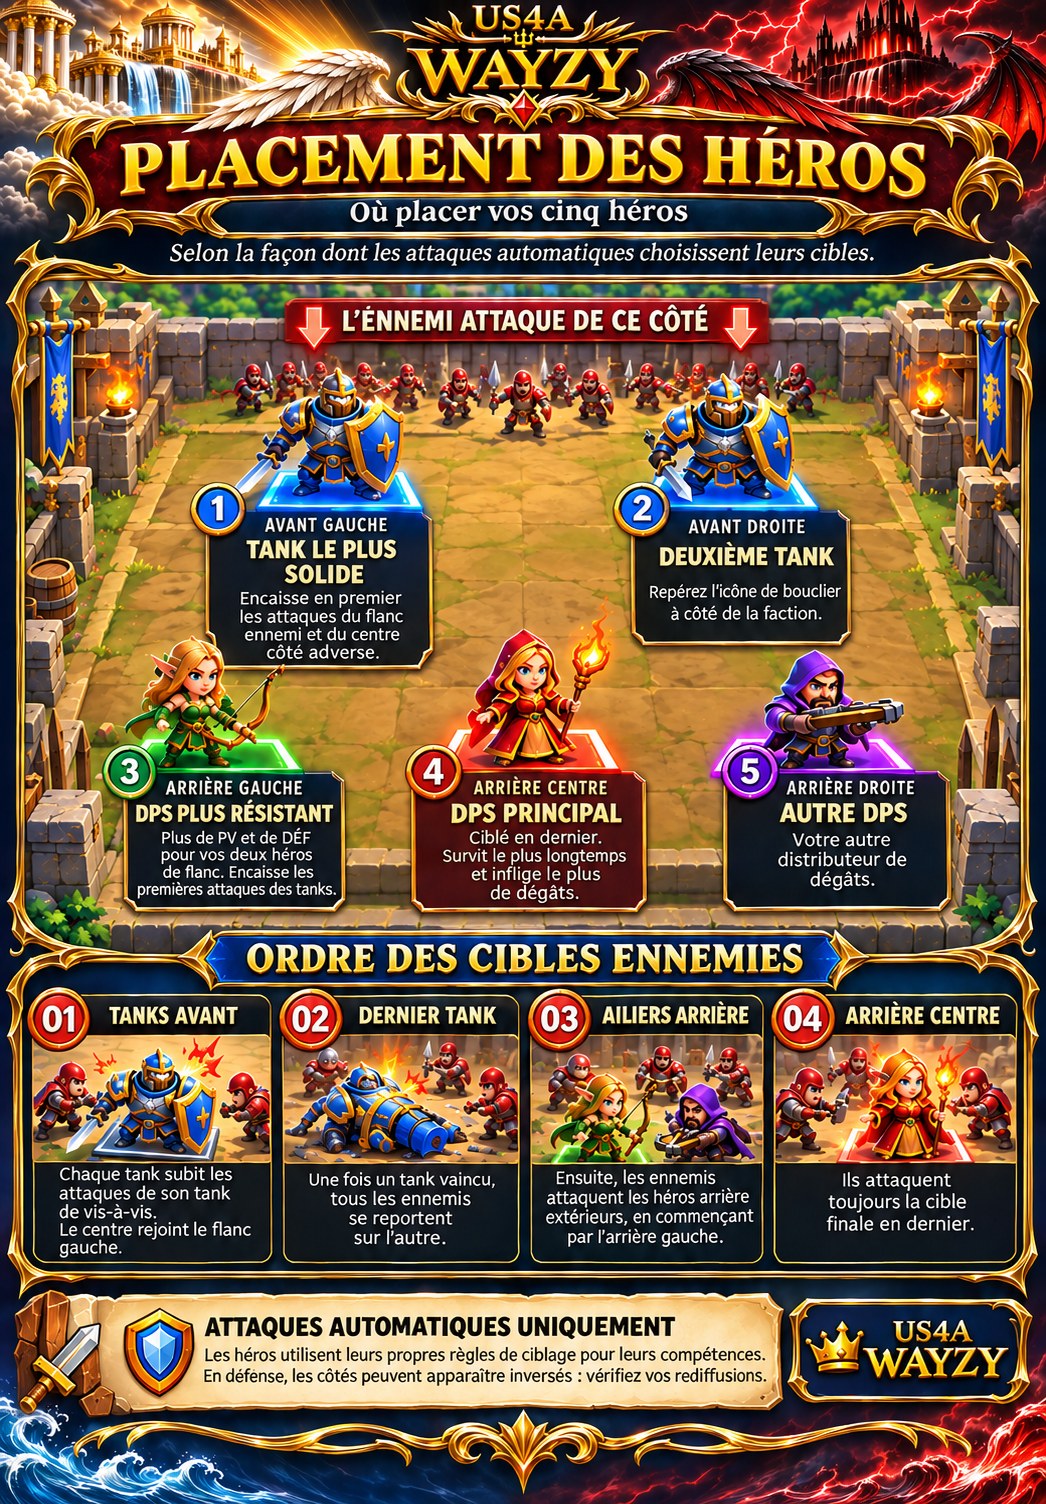 US4A
WAYZY
PLACEMENT DES HÉROS
Où placer vos cinq héros
Selon la façon dont les attaques automatiques choisissent leurs cibles.
L'ÉNNEMI ATTAQUE DE CE CÔTÉ
1
AVANT GAUCHE
TANK LE PLUS
SOLIDE
Encaisse en premier
les attaques du flanc
ennemi et du centre
côté adverse.
2
AVANT DROITE
DEUXIÈME TANK
Repérez l'icône de bouclier
à côté de la faction.
3
ARRIÈRE GAUCHE
DPS PLUS RÉSISTANT
Plus de PV et de DÉF
pour vos deux héros
de flanc. Encaisse les
premières attaques des tanks.
4
ARRIÈRE CENTRE
DPS PRINCIPAL
Ciblé en dernier.
Survit le plus longtemps
et inflige le plus
de dégâts.
5
ARRIÈRE DROITE
AUTRE DPS
Votre autre
distributeur de
dégâts.
ORDRE DES CIBLES ENNEMIES
01 TANKS AVANT
Chaque tank subit les
attaques de son tank
de vis-à-vis.
Le centre rejoint le flanc
gauche.
02 DERNIER TANK
Une fois un tank vaincu,
tous les ennemis
se reportent
sur l'autre.
03 AILIERS ARRIÈRE
Ensuite, les ennemis
attaquent les héros arrière
extérieurs, en commençant
par l'arrière gauche.
04 ARRIÈRE CENTRE
Ils attaquent
toujours la cible
finale en dernier.
ATTAQUES AUTOMATIQUES UNIQUEMENT
Les héros utilisent leurs propres règles de ciblage pour leurs compétences.
En défense, les côtés peuvent apparaître inversés : vérifiez vos rediffusions.
US4A
WAYZY